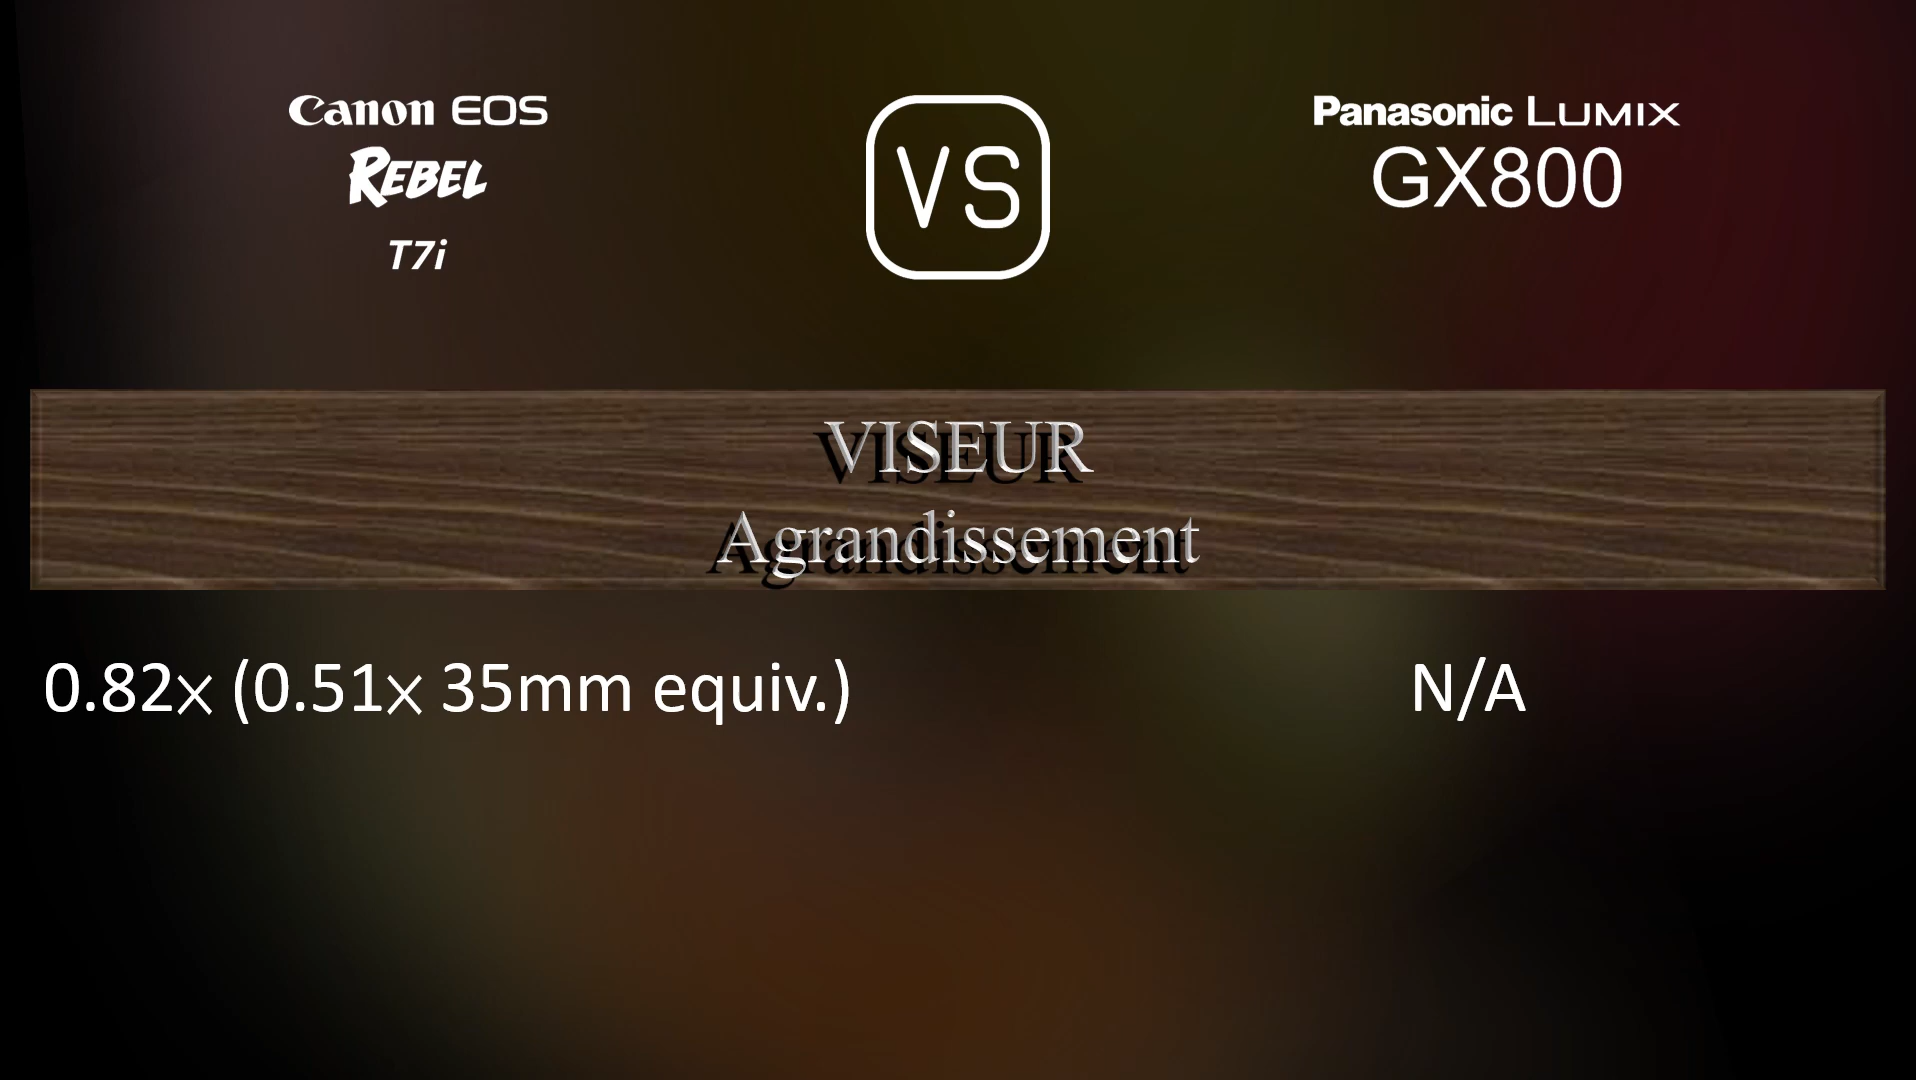 Canon EOS
REBEL
T7i
VS
Panasonic LUMIX
GX800
VISEUR
Agrandissement
0.82x (0.51x 35mm equiv.)
N/A